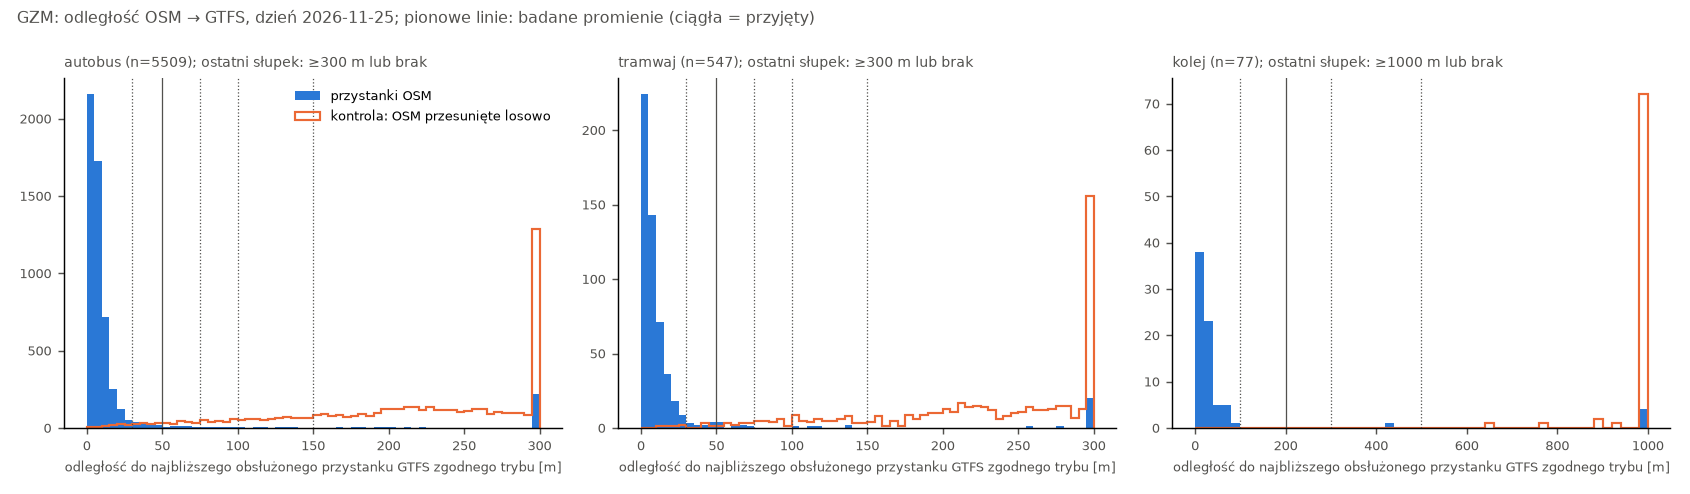 GZM: odległość OSM → GTFS, dzień 2026-11-25; pionowe linie: badane promienie (ciągła = przyjęty)
autobus (n=5509); ostatni słupek: ≥300 m lub brak
przystanki OSM
kontrola: OSM przesunięte losowo
2000
1500
1000
500
0
0 50 100 150 200 250 300
odległość do najbliższego obsłużonego przystanku GTFS zgodnego trybu [m]
tramwaj (n=547); ostatni słupek: ≥300 m lub brak
200
150
100
50
0
0 50 100 150 200 250 300
odległość do najbliższego obsłużonego przystanku GTFS zgodnego trybu [m]
kolej (n=77); ostatni słupek: ≥1000 m lub brak
70
60
50
40
30
20
10
0
0 200 400 600 800 1000
odległość do najbliższego obsłużonego przystanku GTFS zgodnego trybu [m]